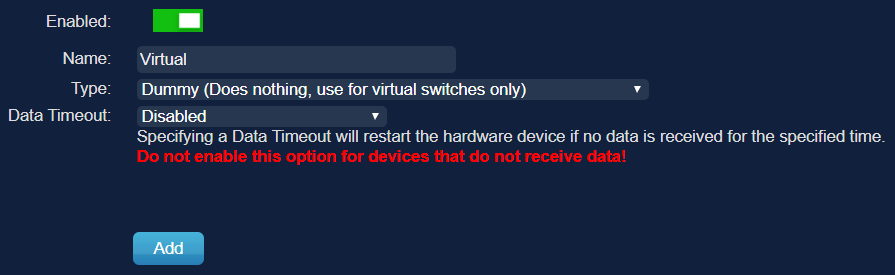 Enabled:
Name: Virtual
Type: Dummy (Does nothing, use for virtual switches only)
Data Timeout: Disabled
Specifying a Data Timeout will restart the hardware device if no data is received for the specified time.
Do not enable this option for devices that do not receive data!
Add